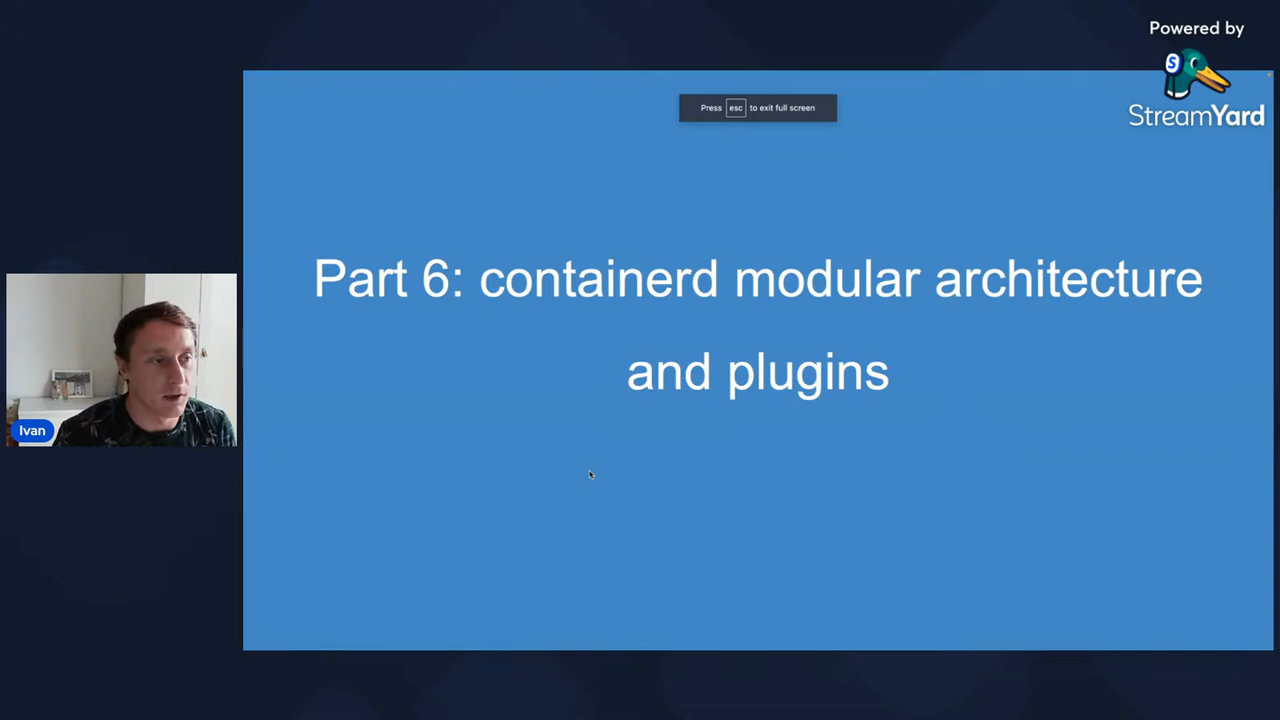 Powered by
S
StreamYard
Press esc to exit full screen
Part 6: containerd modular architecture
and plugins
Ivan